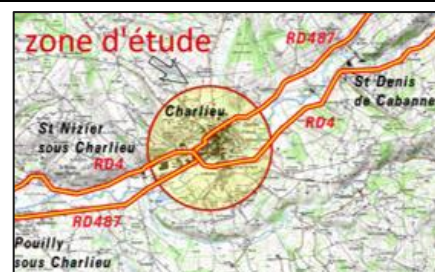 zone d'étude
RD487
Charlieu
St Denis
de Cabanne
St Nizier
sous Charlieu
RD4
RD4
RD487
Pouilly
sous Charlieu